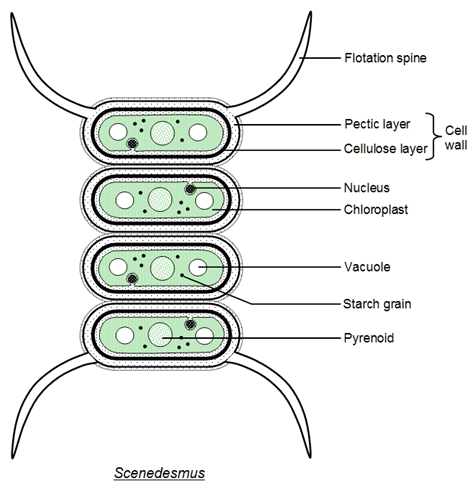 Flotation spine
Pectic layer
Cell
wall
Cellulose layer
Nucleus
Chloroplast
Vacuole
Starch grain
Pyrenoid
Scenedesmus